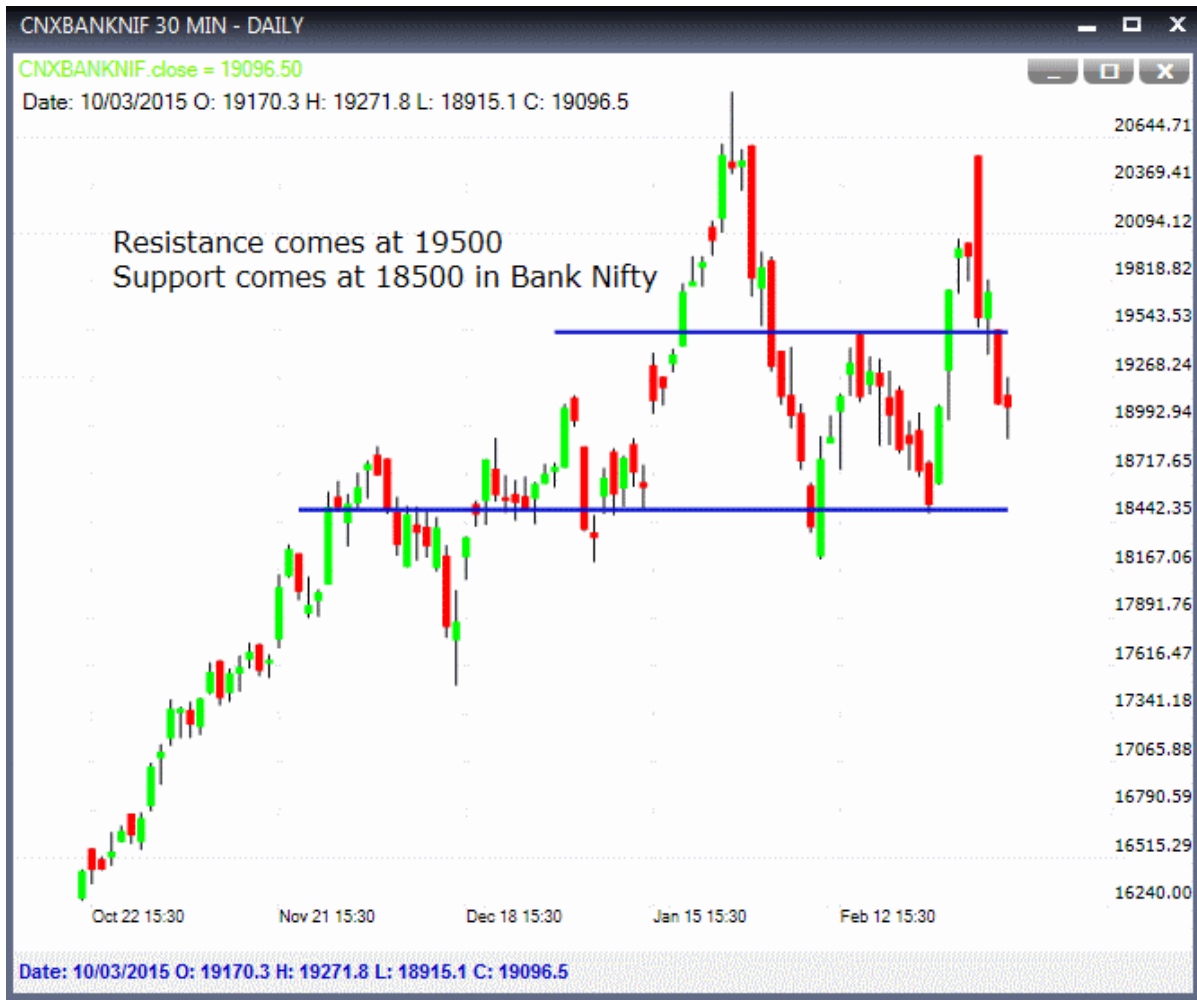 CNXBANKNIF 30 MIN - DAILY
CNXBANKNIF.close = 19096.50
Date: 10/03/2015 O: 19170.3 H: 19271.8 L: 18915.1 C: 19096.5
Resistance comes at 19500
Support comes at 18500 in Bank Nifty
20644.71
20369.41
20094.12
19818.82
19543.53
19268.24
18992.94
18717.65
18442.35
18167.06
17891.76
17616.47
17341.18
17065.88
16790.59
16515.29
16240.00
Oct 22 15:30 Nov 21 15:30 Dec 18 15:30 Jan 15 15:30 Feb 12 15:30
Date: 10/03/2015 O: 19170.3 H: 19271.8 L: 18915.1 C: 19096.5